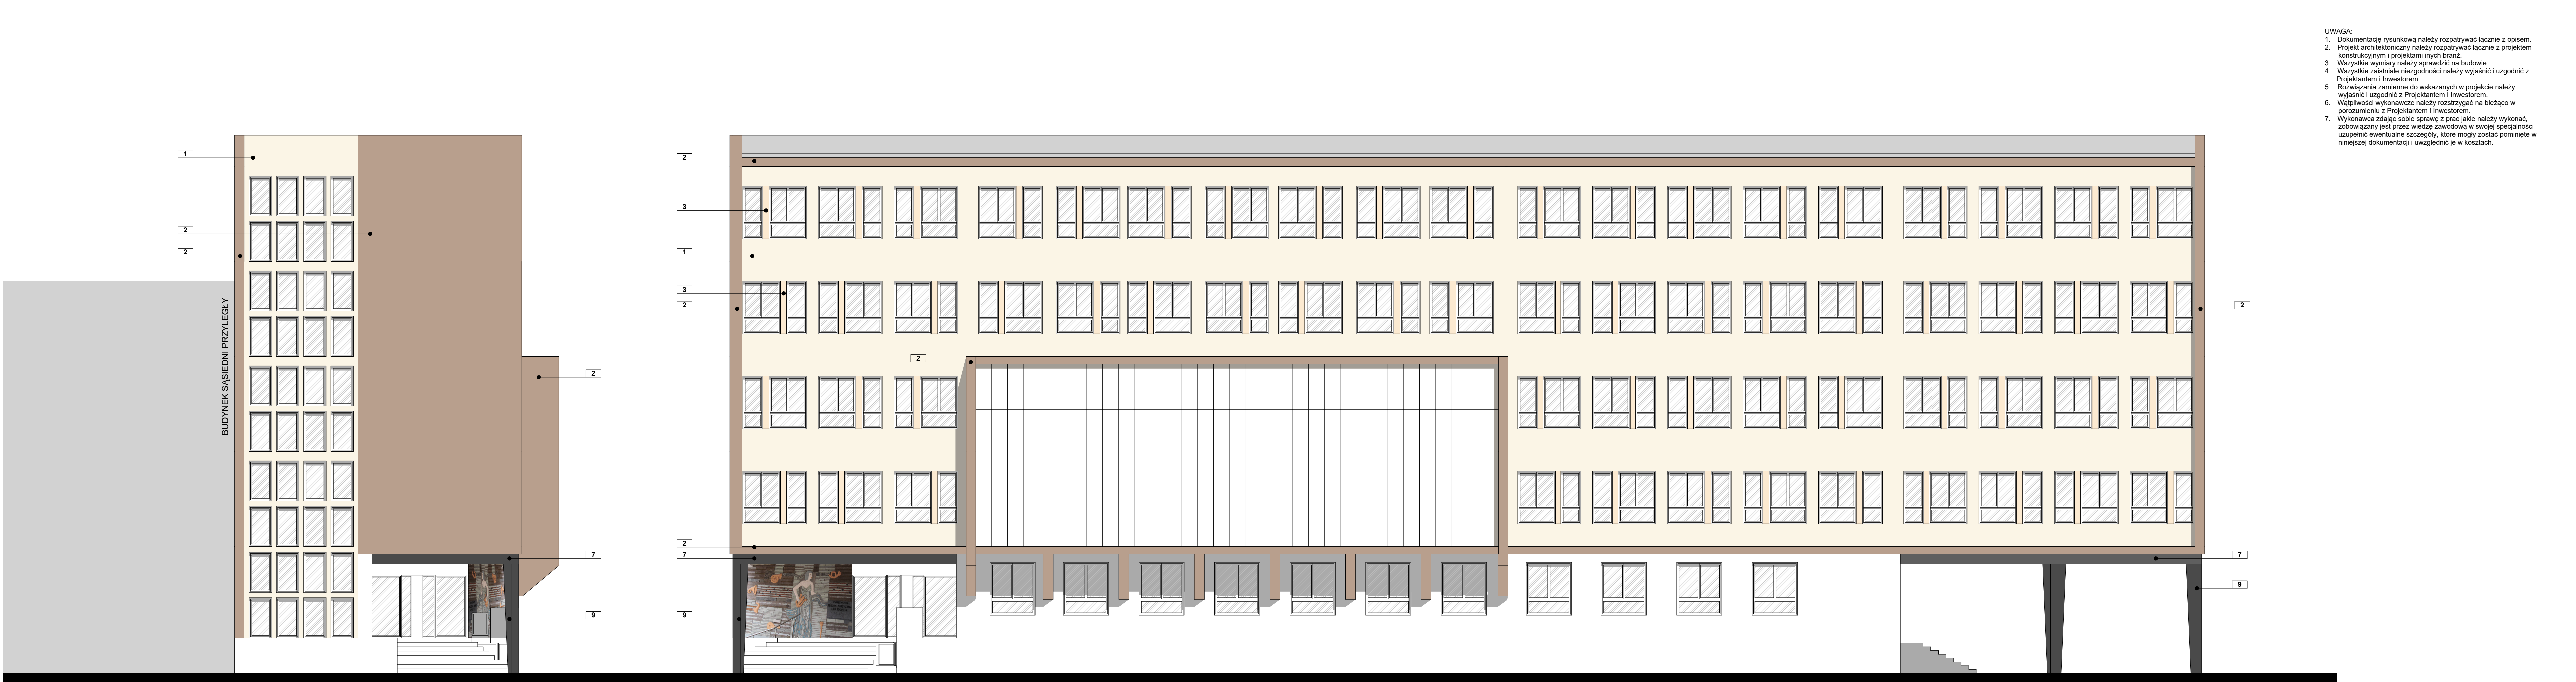 UWAGA:
1. Dokumentację rysunkową należy rozpatrywać łącznie z opisem.
2. Projekt architektoniczny należy rozpatrywać łącznie z projektem
konstrukcyjnym i projektami inych branż.
3. Wszystkie wymiary należy sprawdzić na budowie.
4. Wszystkie zaistniale niezgodności należy wyjaśnić i uzgodnić z
Projektantem i Inwestorem.
5. Rozwiązania zamienne do wskazanych w projekcie należy
wyjaśnić i uzgodnić z Projektantem i Inwestorem.
6. Wątpliwości wykonawcze należy rozstrzygać na bieżąco w
porozumieniu z Projektantem i Inwestorem.
7. Wykonawca zdając sobie sprawę z prac jakie należy wykonać,
zobowiązany jest przez wiedzę zawodową w swojej specjalności
uzupełnić ewentualne szczegóły, ktore mogły zostać pominięte w
niniejszej dokumentacji i uwzględnić je w kosztach.
1
2
2
BUDYNEK SĄSIEDNI PRZYLEGŁY
2
7
9
2
3
1
3
2
2
2
7
9
2
7
9